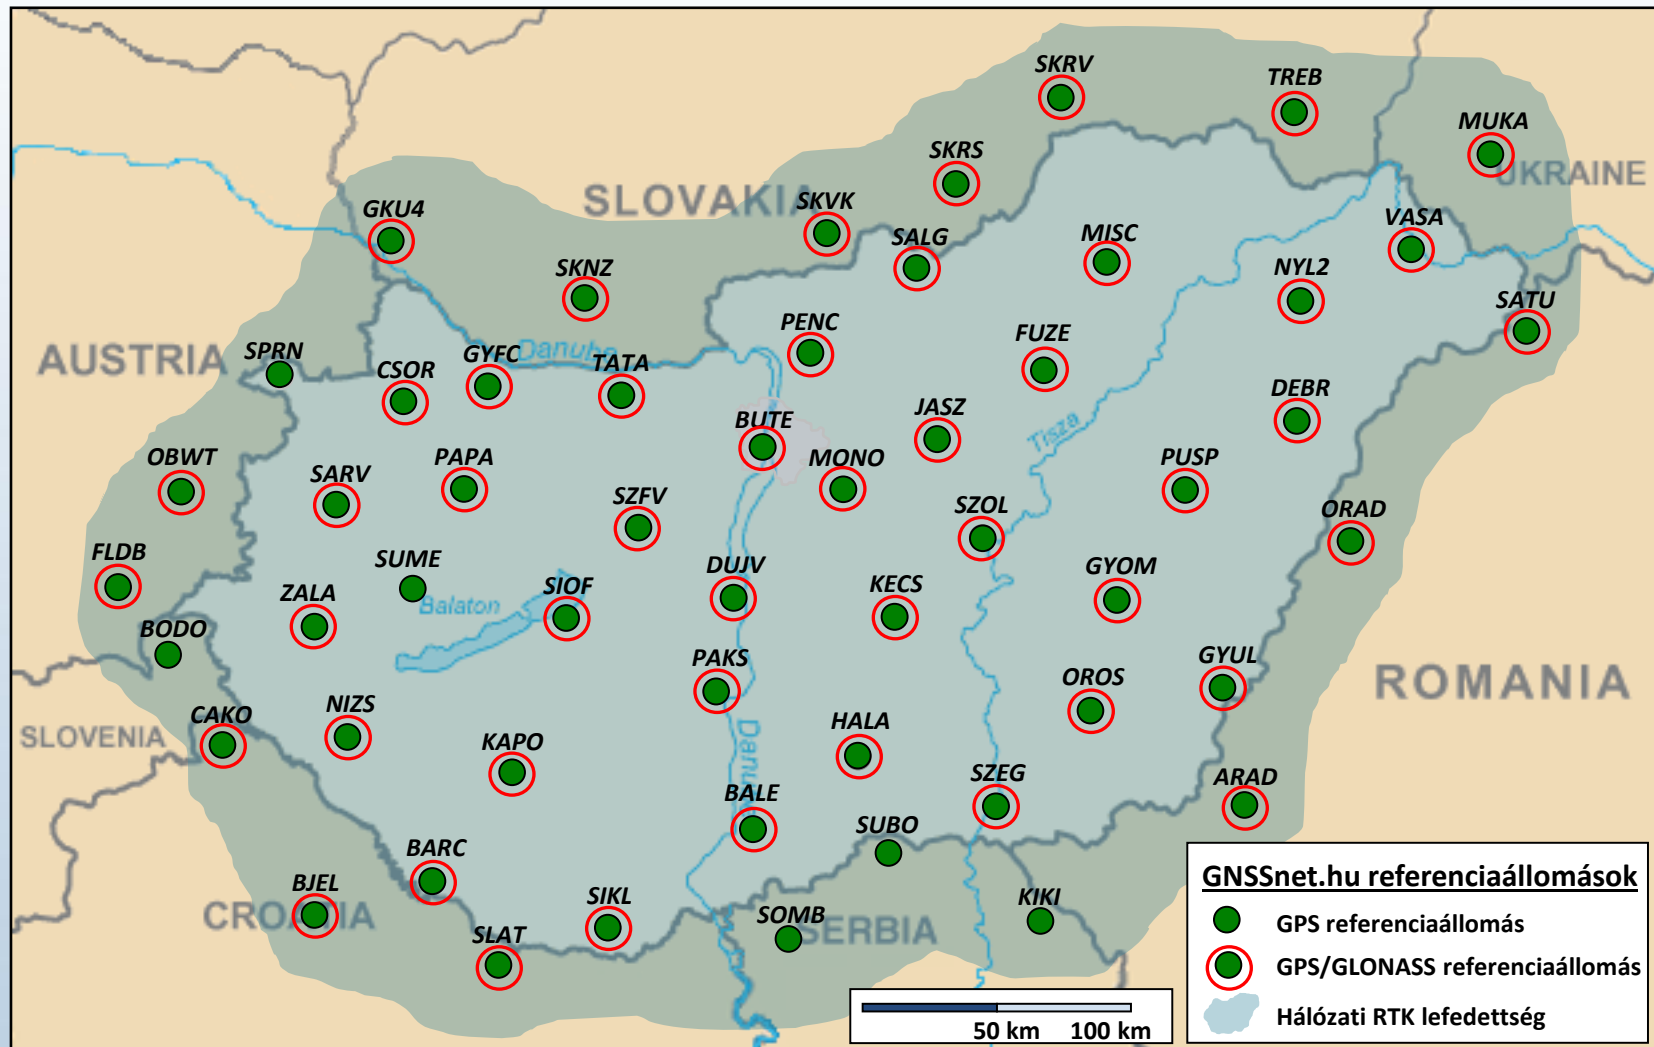 SKRV
TREB
MUKA
SKRS
UKRAINE
SLOVAKIA
SKVK
GKU4
SALG
MISC
VASA
SKNZ
NYL2
SATU
PENC
FUZE
AUSTRIA
SPRN
CSOR
GYFC
Danube
TATA
DEBR
JASZ
BUTE
Tisza
OBWT
PAPA
MONO
PUSP
SARV
SZFV
SZOL
ORAD
FLDB
SUME
DUJV
KECS
GYOM
ZALA
Balaton
SIOF
BODO
PAKS
GYUL
OROS
ROMANIA
CAKO
NIZS
SLOVENIA
KAPO
HALA
Danube
SZEG
ARAD
BALE
SUBO
BARC
BJEL
CROATIA
SIKL
SOMB
SERBIA
KIKI
SLAT
GNSSnet.hu referenciaállomások
GPS referenciaállomás
GPS/GLONASS referenciaállomás
Hálózati RTK lefedettség
50 km 100 km